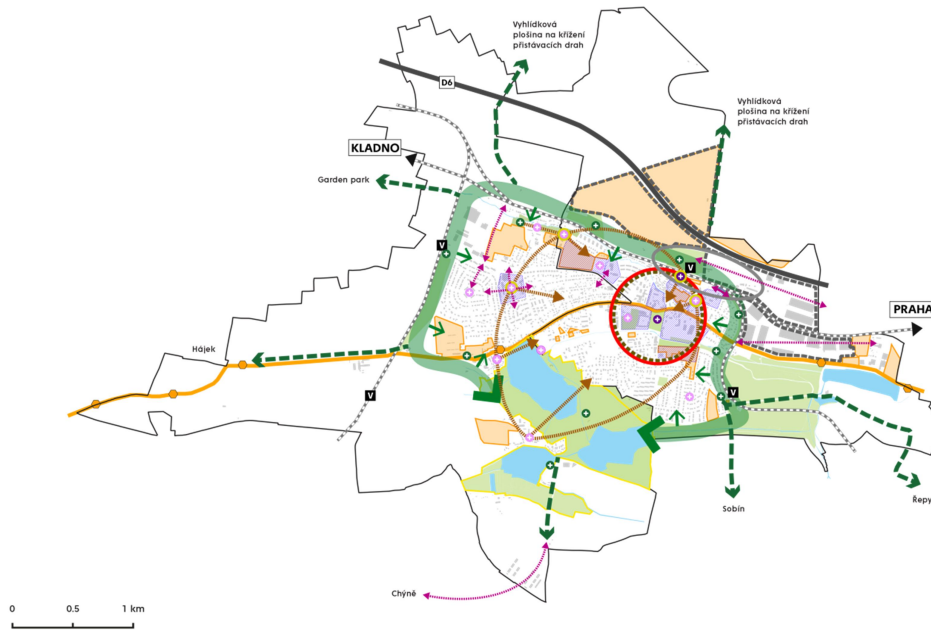 Vyhlídková
plošina na křížení
přistávacích drah
D6
Vyhlídková
plošina na křížení
přistávacích drah
KLADNO
Garden park
V
V
PRAHA
Hájek
V
V
Řepy
Sobín
Chýně
0 0.5 1 km